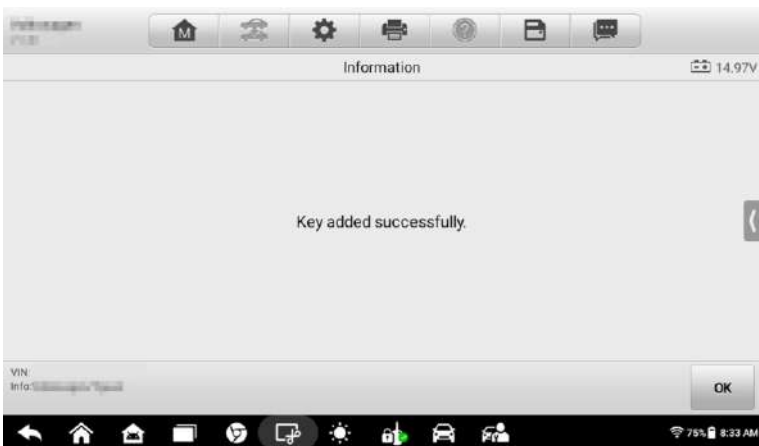 M
Information
14.97V
Key added successfully.
VIN:
Info:
OK
75% 8:33 AM